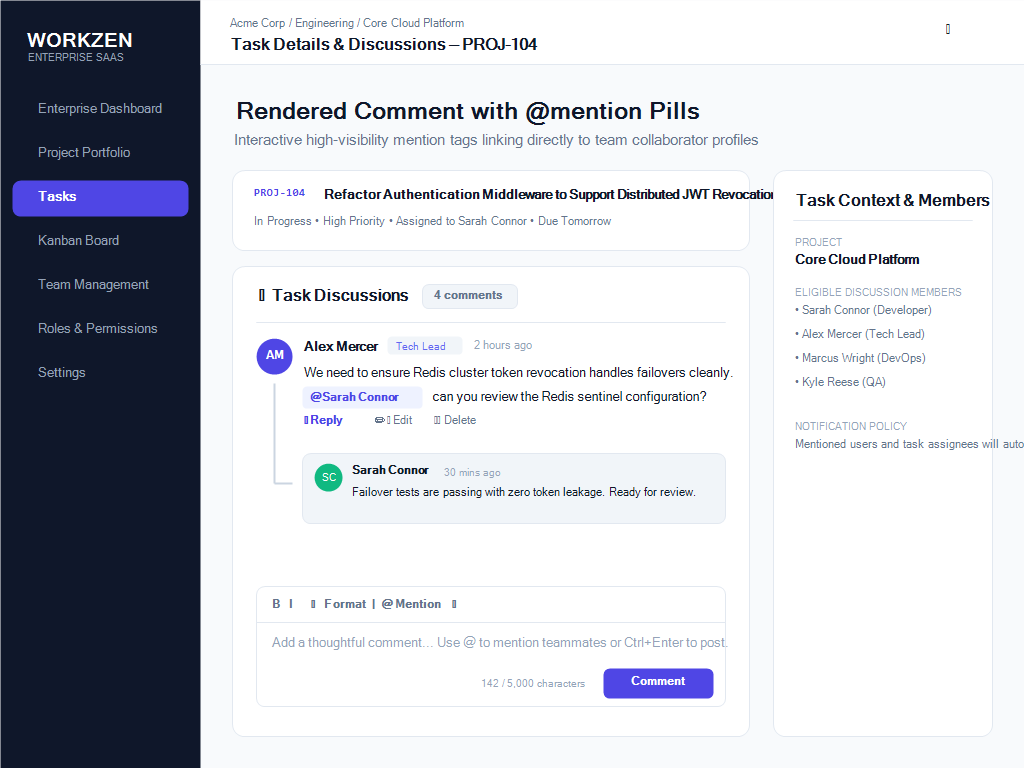 WORKZEN
ENTERPRISE SAAS
Enterprise Dashboard
Project Portfolio
Tasks
Kanban Board
Team Management
Roles & Permissions
Settings
Acme Corp / Engineering / Core Cloud Platform
Task Details & Discussions – PROJ-104
Rendered Comment with @mention Pills
Interactive high-visibility mention tags linking directly to team collaborator profiles
PROJ-104 Refactor Authentication Middleware to Support Distributed JWT Revocation
In Progress • High Priority • Assigned to Sarah Connor • Due Tomorrow
Task Discussions 4 comments
AM Alex Mercer Tech Lead 2 hours ago
We need to ensure Redis cluster token revocation handles failovers cleanly.
@Sarah Connor can you review the Redis sentinel configuration?
Reply ✏ Edit Delete
SC Sarah Connor 30 mins ago
Failover tests are passing with zero token leakage. Ready for review.
B I Format | @ Mention
Add a thoughtful comment... Use @ to mention teammates or Ctrl+Enter to post.
142 / 5,000 characters Comment
Task Context & Members
PROJECT
Core Cloud Platform
ELIGIBLE DISCUSSION MEMBERS
• Sarah Connor (Developer)
• Alex Mercer (Tech Lead)
• Marcus Wright (DevOps)
• Kyle Reese (QA)
NOTIFICATION POLICY
Mentioned users and task assignees will auto